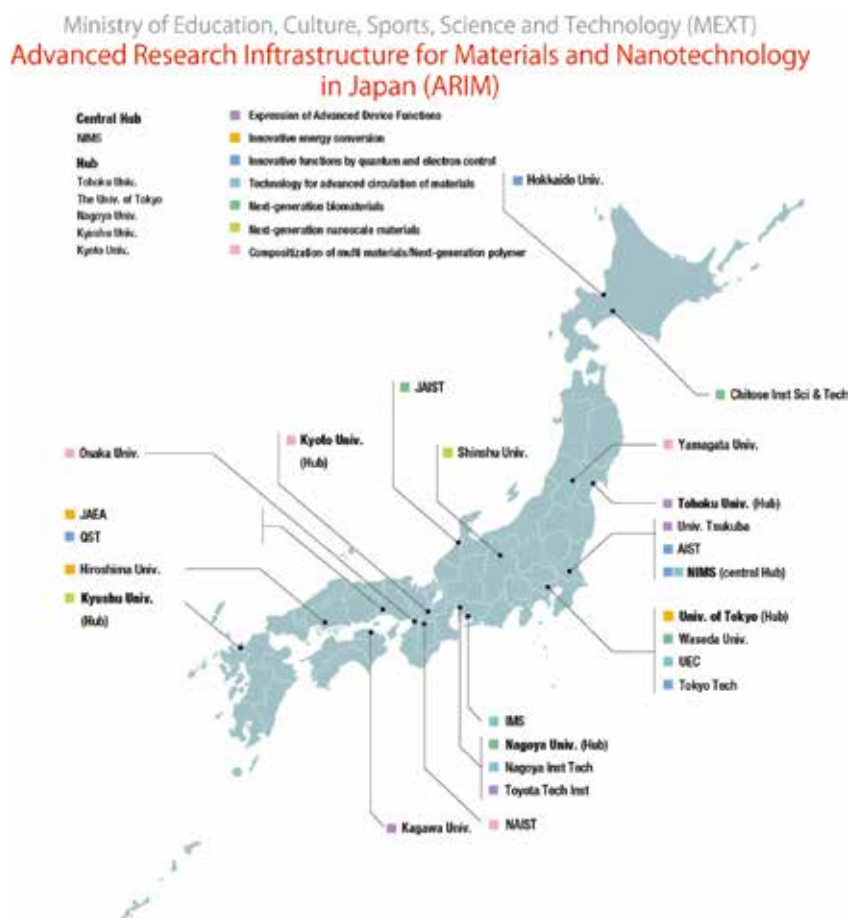 Ministry of Education, Culture, Sports, Science and Technology (MEXT)
Advanced Research Inftrastructure for Materials and Nanotechnology
in Japan (ARIM)
Central Hub
NIMS
Hub
Tohoku Univ.
The Univ. of Tokyo
Nagoya Univ.
Kyushu Univ.
Kyoto Univ.
Expression of Advanced Device Functions
Innovative energy conversion
Innovative functions by quantum and electron control
Technology for advanced circulation of materials
Next-generation biomaterials
Next-generation nanoscale materials
Compositization of multi materials/Next-generation polymer
Hokkaido Univ.
Chitose Inst Sci & Tech
JAIST
Kyoto Univ.
(Hub)
Shinshu Univ.
Osaka Univ.
Yamagata Univ.
JAEA
QST
Tohoku Univ. (Hub)
Univ. Tsukuba
AIST
NIMS (central Hub)
Hiroshima Univ.
Kyushu Univ.
(Hub)
Univ. of Tokyo (Hub)
Waseda Univ.
UEC
Tokyo Tech
IMS
Nagoya Univ. (Hub)
Nagoya Inst Tech
Toyota Tech Inst
Kagawa Univ.
NAIST